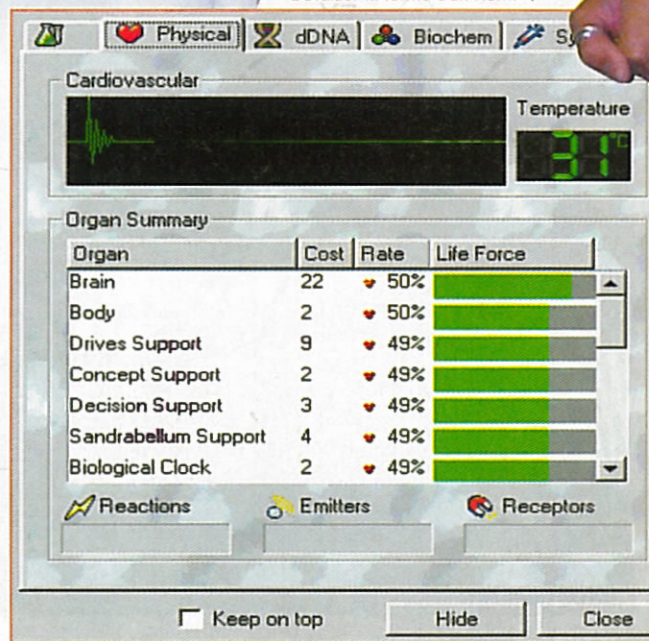 Physical dDNA Biochem Sy
Cardiovascular
Temperature
31°C
Organ Summary
Organ Cost Rate Life Force
Brain 22 50%
Body 2 50%
Drives Support 9 49%
Concept Support 2 49%
Decision Support 3 49%
Sandrabellum Support 4 49%
Biological Clock 2 49%
Reactions Emitters Receptors
Keep on top Hide Close